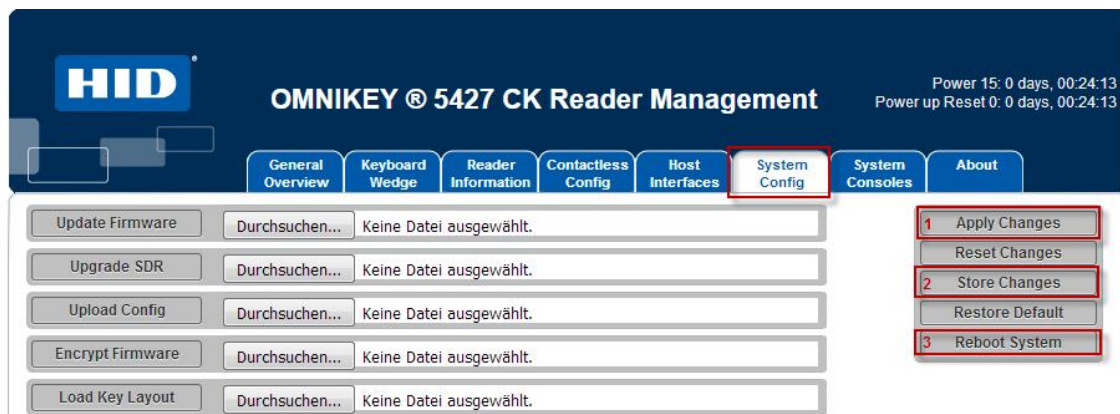 HID
®
OMNIKEY ® 5427 CK Reader Management
Power 15: 0 days, 00:24:13
Power up Reset 0: 0 days, 00:24:13
General Overview
Keyboard Wedge
Reader Information
Contactless Config
Host Interfaces
System Config
System Consoles
About
Update Firmware Durchsuchen... Keine Datei ausgewählt.
Upgrade SDR Durchsuchen... Keine Datei ausgewählt.
Upload Config Durchsuchen... Keine Datei ausgewählt.
Encrypt Firmware Durchsuchen... Keine Datei ausgewählt.
Load Key Layout Durchsuchen... Keine Datei ausgewählt.
1 Apply Changes
Reset Changes
2 Store Changes
Restore Default
3 Reboot System